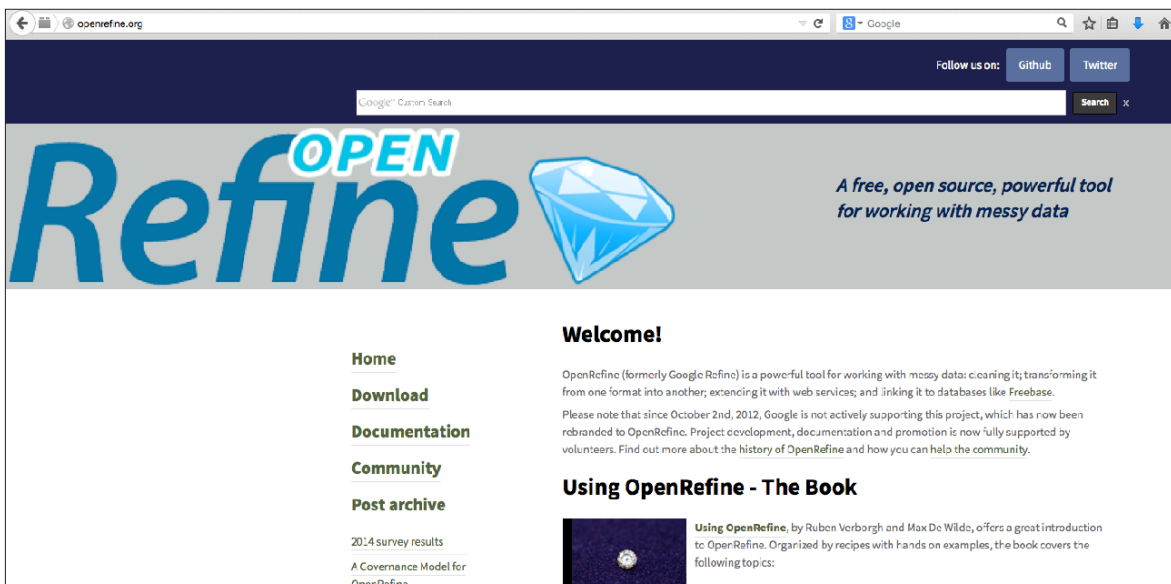 openrefine.org
Google
Follow us on: Github Twitter
Google™ Custom Search
Search x
OPEN
Refine
A free, open source, powerful tool
for working with messy data
Home
Download
Documentation
Community
Post archive
2014 survey results
A Governance Model for
OpenRefine
Welcome!
OpenRefine (formerly Google Refine) is a powerful tool for working with messy data: cleaning it; transforming it
from one format into another; extending it with web services; and linking it to databases like Freebase.
Please note that since October 2nd, 2012, Google is not actively supporting this project, which has now been
rebranded to OpenRefine. Project development, documentation and promotion is now fully supported by
volunteers. Find out more about the history of OpenRefine and how you can help the community.
Using OpenRefine - The Book
Using OpenRefine, by Ruben Verborgh and Max De Wilde, offers a great introduction
to OpenRefine. Organized by recipes with hands on examples, the book covers the
following topics: